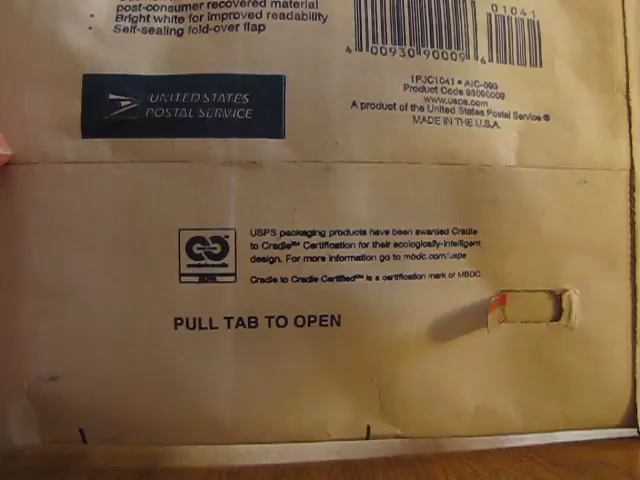 post-consumer recovered material
• Bright white for improved readability
• Self-sealing fold-over flap
01041
4 00930 90009 6
1PJC1041 • AIC-093
Product Code 93090009
www.usps.com
A product of the United States Postal Service®
MADE IN THE U.S.A.
UNITED STATES
POSTAL SERVICE
USPS packaging products have been awarded Cradle
to Cradle℠ Certification for their ecologically-intelligent
design. For more information go to mbdc.com/usps
Cradle to Cradle Certified℠ is a certification mark of MBDC.
PULL TAB TO OPEN